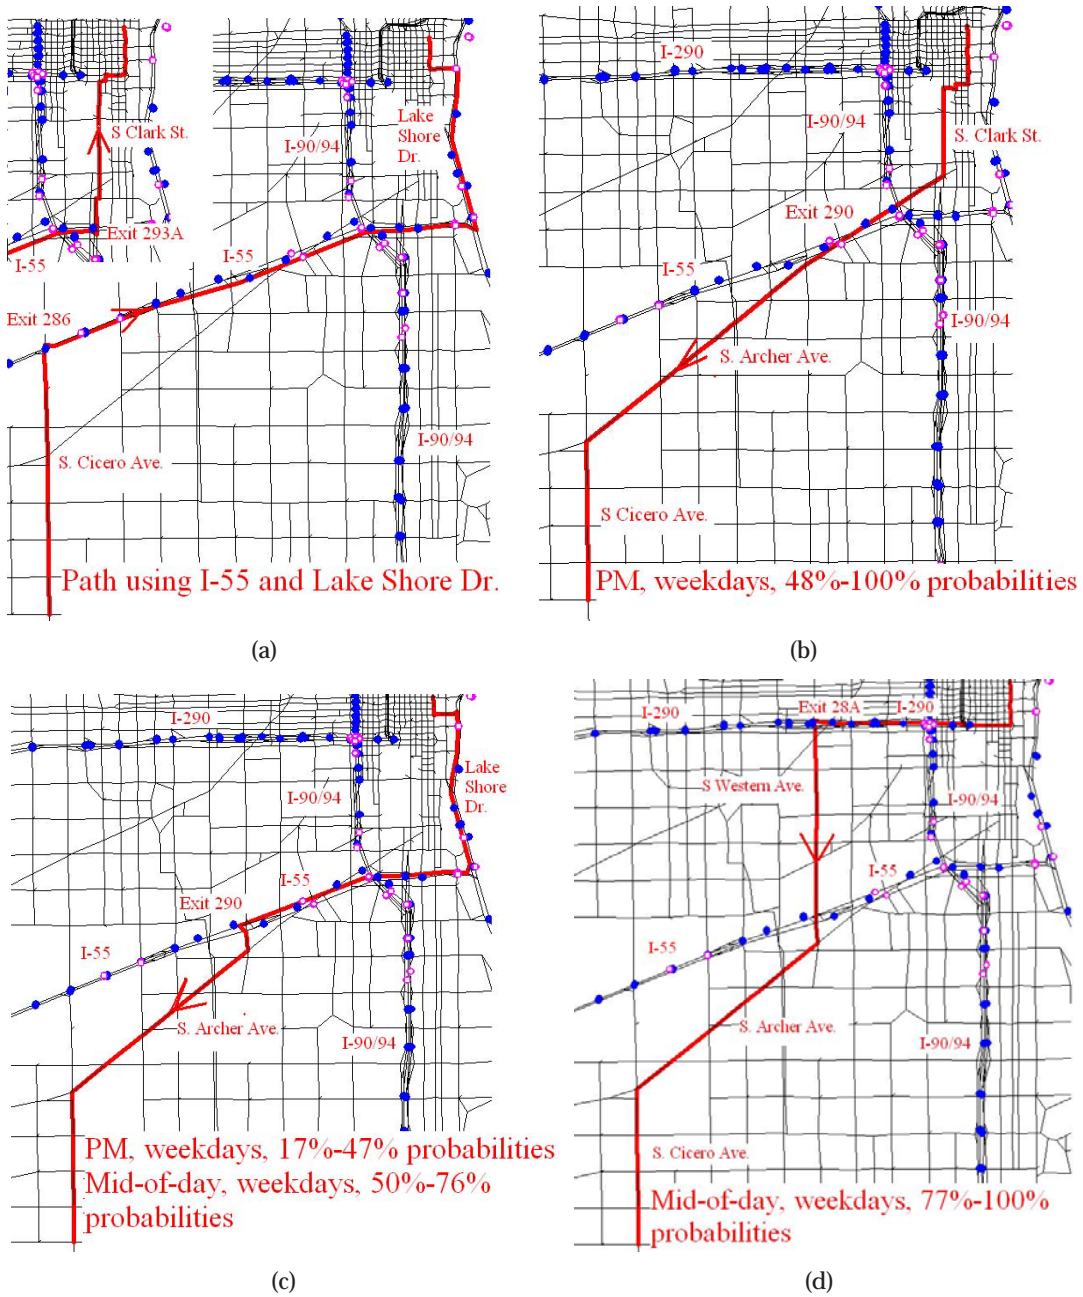 S Clark St.
Exit 293A
I-55
Lake
Shore
Dr.
I-90/94
I-55
Exit 286
I-90/94
S. Cicero Ave.
Path using I-55 and Lake Shore Dr.
(a)
I-290
I-90/94
S. Clark St.
Exit 290
I-55
I-90/94
S. Archer Ave.
S Cicero Ave.
PM, weekdays, 48%-100% probabilities
(b)
I-290
Lake
Shore
Dr.
I-90/94
I-55
Exit 290
I-55
S. Archer Ave.
I-90/94
PM, weekdays, 17%-47% probabilities
Mid-of-day, weekdays, 50%-76%
probabilities
(c)
I-290
Exit 28A
I-290
S Western Ave.
I-90/94
I-55
I-55
S. Archer Ave.
I-90/94
S. Cicero Ave.
Mid-of-day, weekdays, 77%-100%
probabilities
(d)